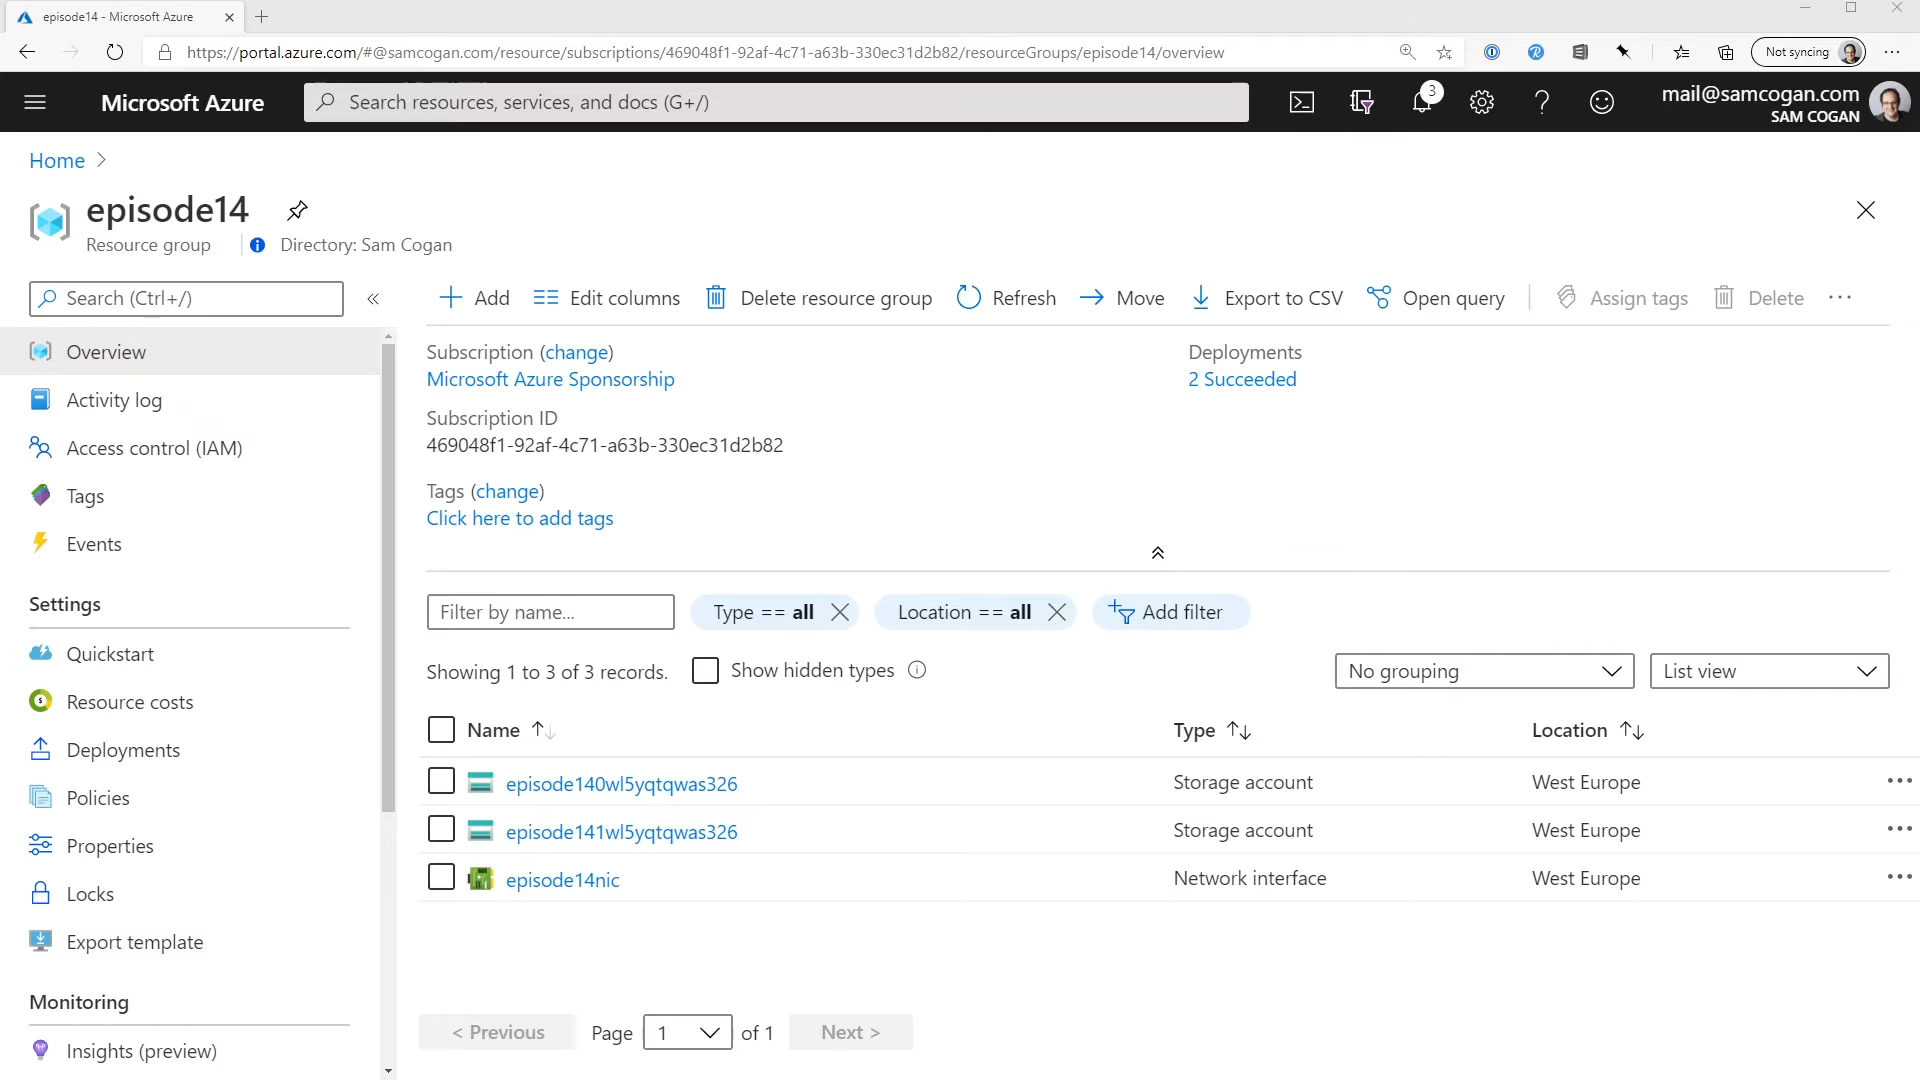 episode14 - Microsoft Azure
https://portal.azure.com/#@samcogan.com/resource/subscriptions/469048f1-92af-4c71-a63b-330ec31d2b82/resourceGroups/episode14/overview
Not syncing
Microsoft Azure
Search resources, services, and docs (G+/)
3
mail@samcogan.com
SAM COGAN
Home >
episode14
Resource group
Directory: Sam Cogan
Search (Ctrl+/)
«
Add
Edit columns
Delete resource group
Refresh
Move
Export to CSV
Open query
Assign tags
Delete
...
Overview
Activity log
Access control (IAM)
Tags
Events
Settings
Quickstart
Resource costs
Deployments
Policies
Properties
Locks
Export template
Monitoring
Insights (preview)
Subscription (change)
Microsoft Azure Sponsorship
Deployments
2 Succeeded
Subscription ID
469048f1-92af-4c71-a63b-330ec31d2b82
Tags (change)
Click here to add tags
Filter by name...
Type == all
Location == all
Add filter
Showing 1 to 3 of 3 records.
Show hidden types
No grouping
List view
Name
Type
Location
episode140wl5yqtqwas326
Storage account
West Europe
episode141wl5yqtqwas326
Storage account
West Europe
episode14nic
Network interface
West Europe
< Previous
Page
1
of 1
Next >